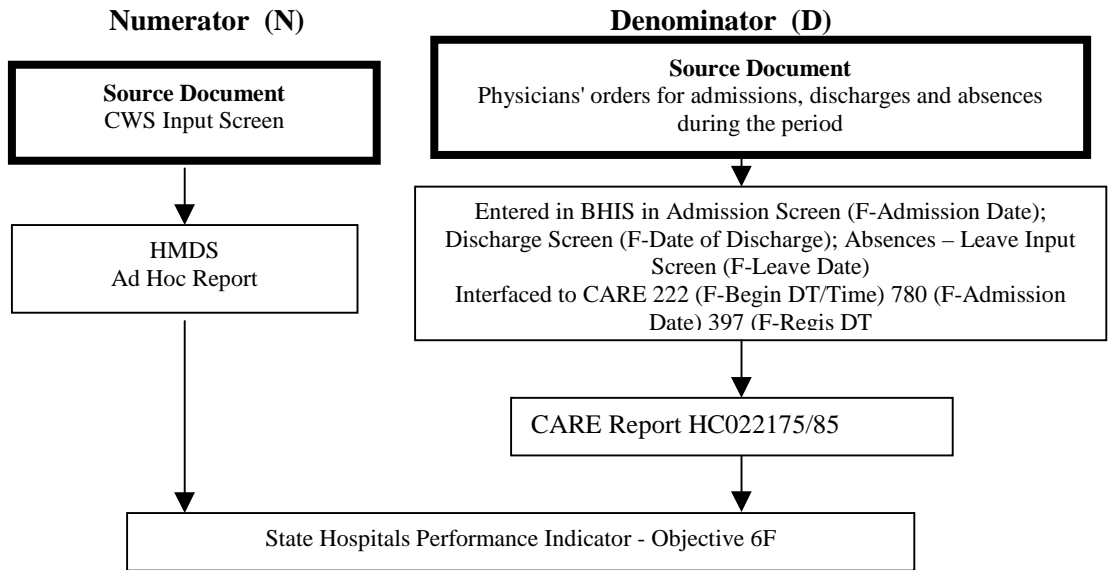 Numerator (N)
Denominator (D)
Source Document
CWS Input Screen
HMDS
Ad Hoc Report
Source Document
Physicians' orders for admissions, discharges and absences
during the period
Entered in BHIS in Admission Screen (F-Admission Date);
Discharge Screen (F-Date of Discharge); Absences – Leave Input
Screen (F-Leave Date)
Interfaced to CARE 222 (F-Begin DT/Time) 780 (F-Admission
Date) 397 (F-Regis DT
CARE Report HC022175/85
State Hospitals Performance Indicator - Objective 6F